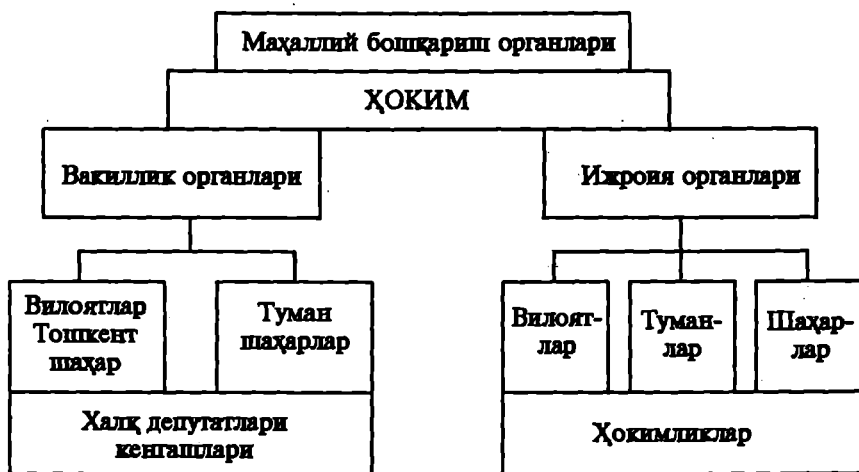 Маҳаллий бошқариш органлари
ҲОКИМ
Вакиллик органлари
Ижроия органлари
Вилоятлар
Тошкент
шаҳар
Туман
шаҳарлар
Вилоят-
лар
Туман-
лар
Шаҳар-
лар
Халқ депутатлари
кенгашлари
Ҳокимликлар